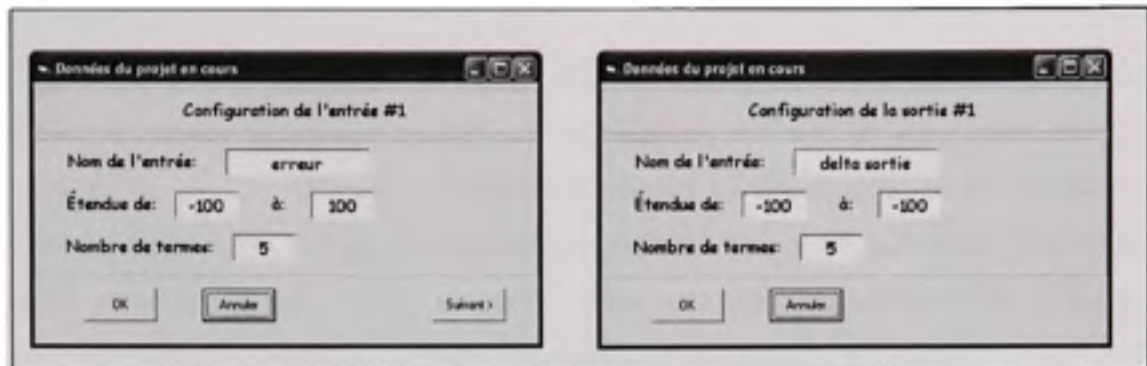 Données du projet en cours
Configuration de l'entrée #1
Nom de l'entrée: erreur
Étendue de: -100 à: 100
Nombre de termes: 5
OK Annuler Suivant >
Données du projet en cours
Configuration de la sortie #1
Nom de l'entrée: delta sortie
Étendue de: -100 à: -100
Nombre de termes: 5
OK Annuler